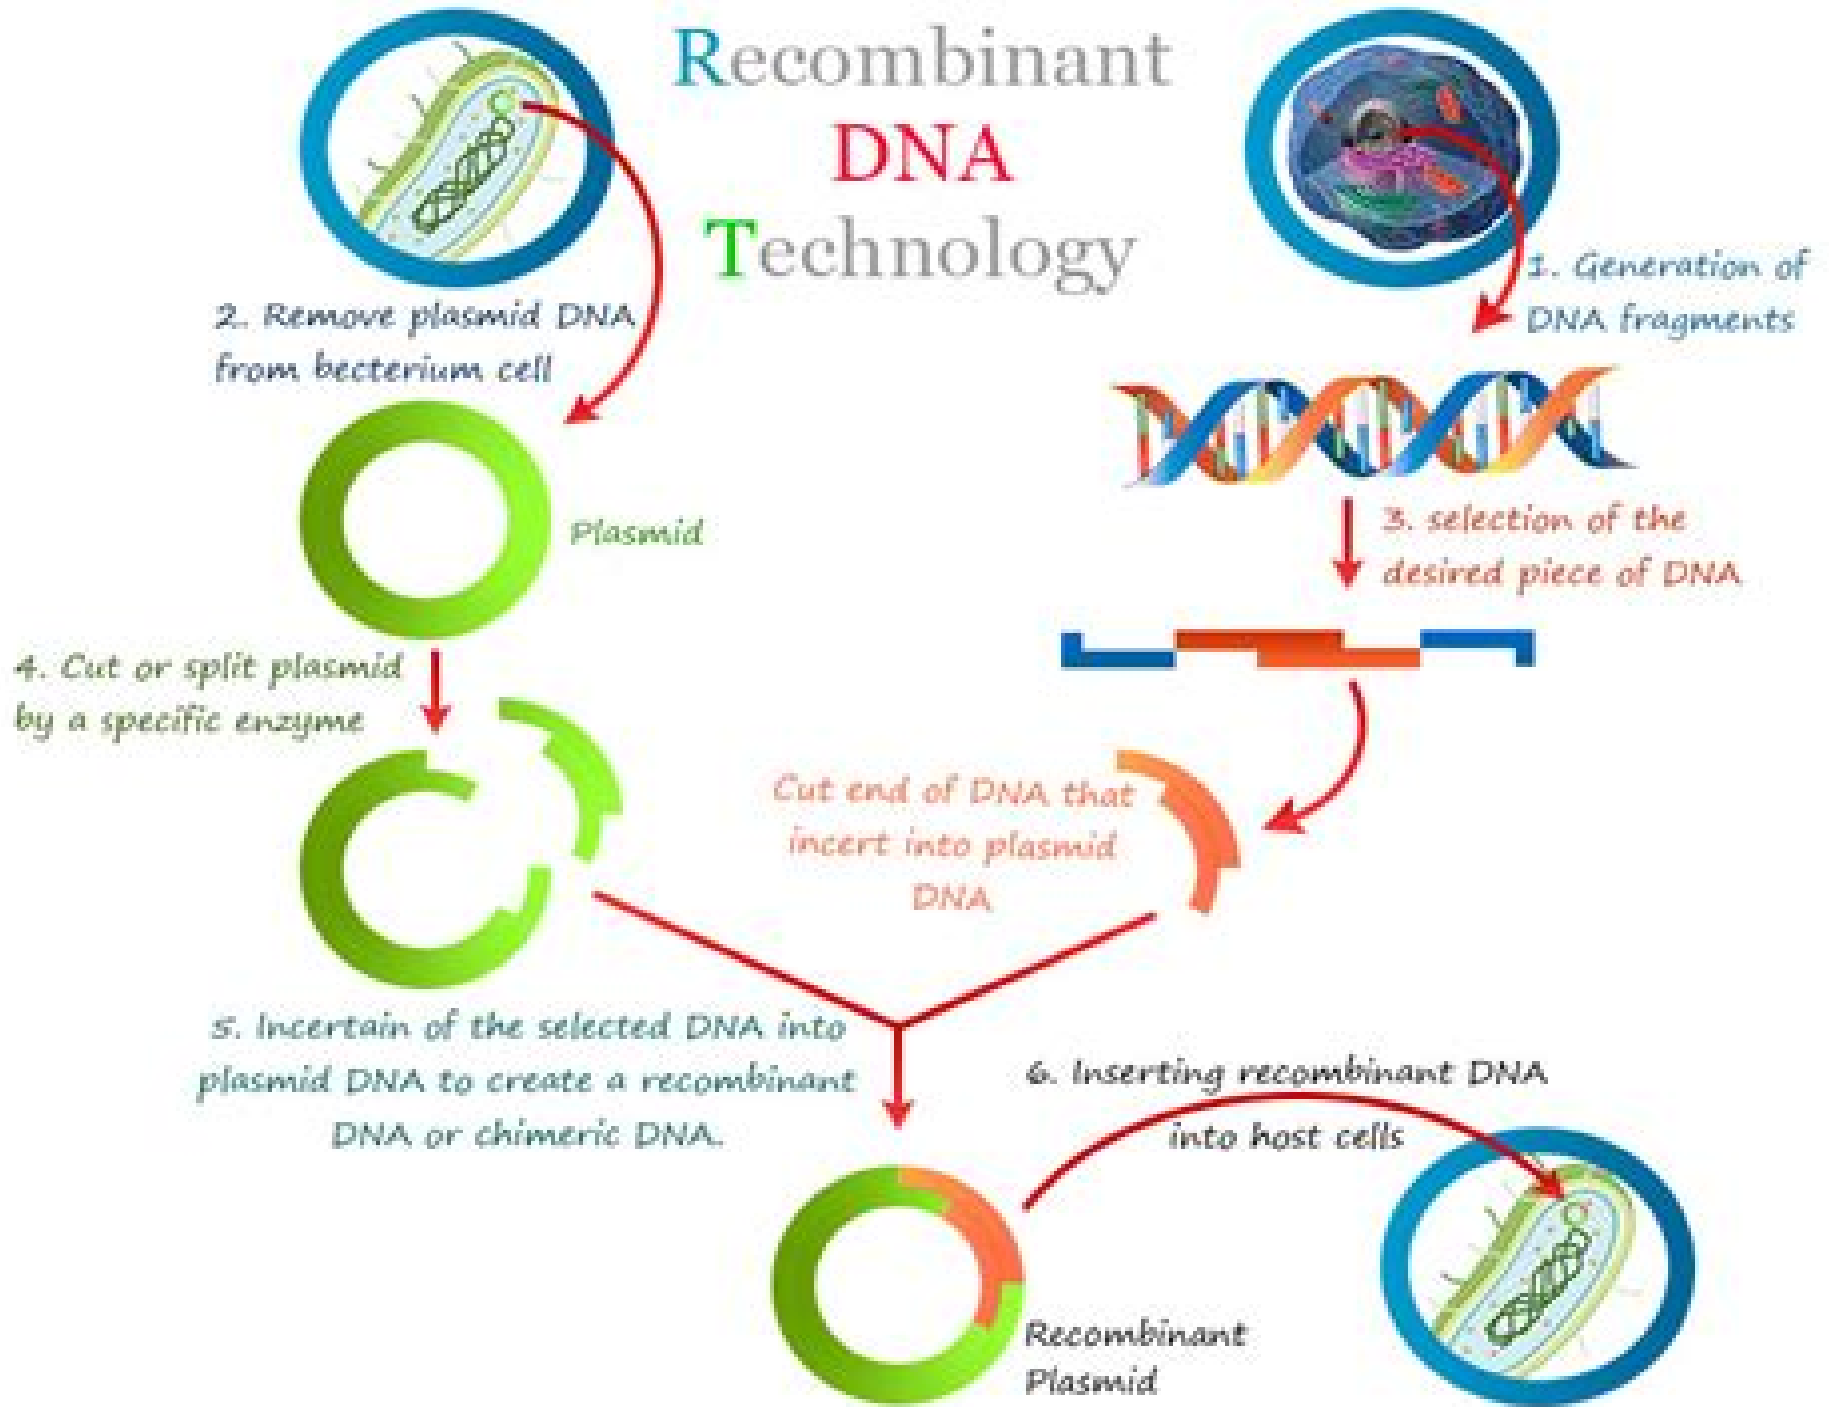 Recombinant
DNA
Technology
1. Generation of
DNA fragments
2. Remove plasmid DNA
from becterium cell
Plasmid
3. selection of the
desired piece of DNA
4. Cut or split plasmid
by a specific enzyme
Cut end of DNA that
incert into plasmid
DNA
5. Incertain of the selected DNA into
plasmid DNA to create a recombinant
DNA or chimeric DNA.
6. Inserting recombinant DNA
into host cells
Recombinant
Plasmid